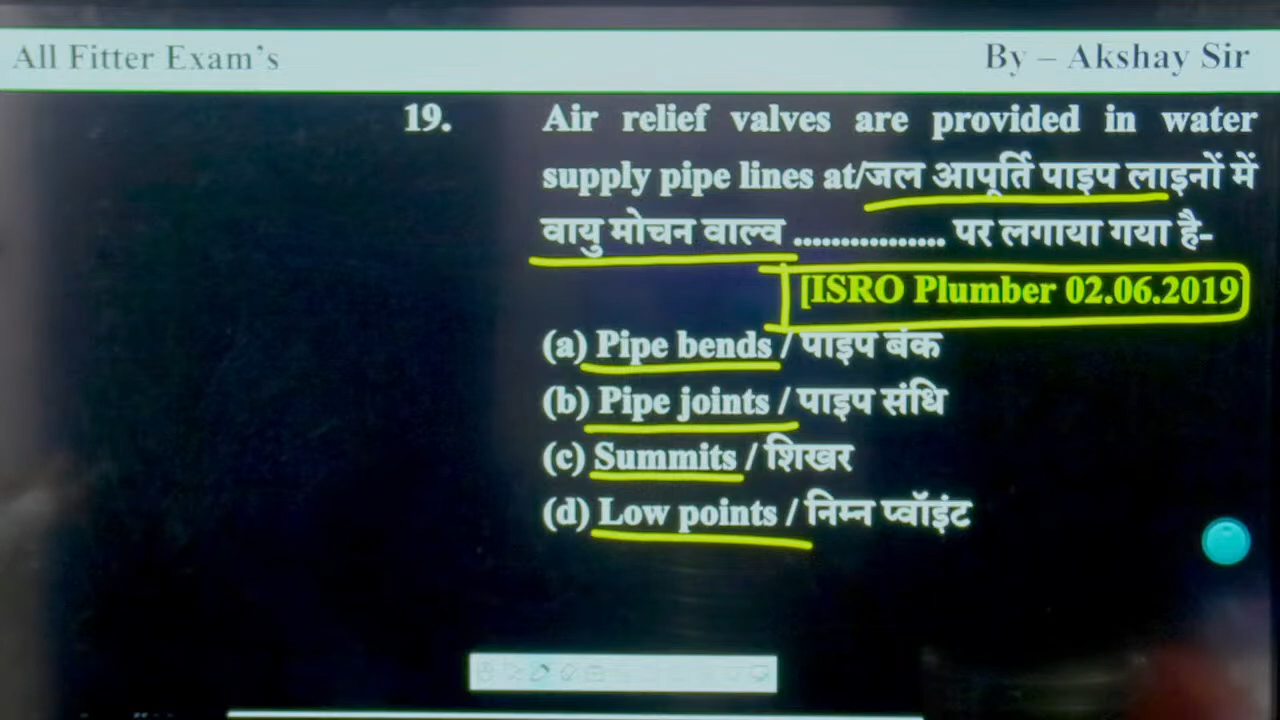 All Fitter Exam's
By – Akshay Sir
19. Air relief valves are provided in water
supply pipe lines at/जल आपूर्ति पाइप लाइनों में
वायु मोचन वाल्व ................ पर लगाया गया है-
[ISRO Plumber 02.06.2019
(a) Pipe bends / पाइप बंक
(b) Pipe joints / पाइप संधि
(c) Summits / शिखर
(d) Low points / निम्न प्वॉइंट